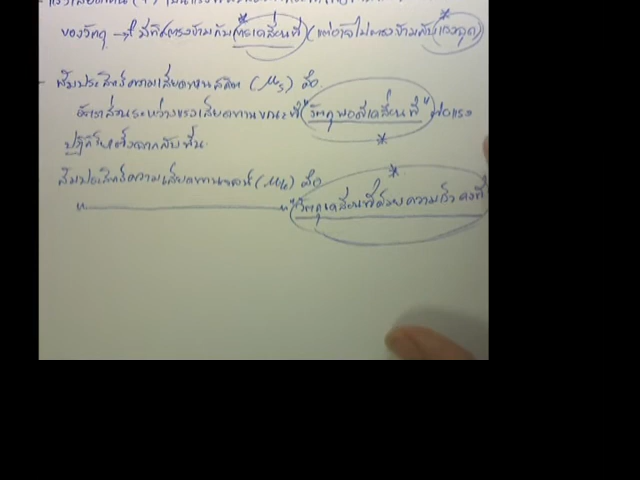 ของวัตถุ → มีทิศตรงข้ามกับ การเคลื่อนที่ (แต่อาจไม่ตรงข้ามกับ แรงฉุด)
- สัมประสิทธิ์ความเสียดทานสถิต (μs) คือ
อัตราส่วนระหว่างแรงเสียดทานขณะที่ "วัตถุพอดีเคลื่อนที่" ต่อแรง
ปฏิกิริยาตั้งฉากกับพื้น
สัมประสิทธิ์ความเสียดทานจลน์ (μk) คือ
" ———— " "วัตถุเคลื่อนที่ด้วยความเร็วคงที่